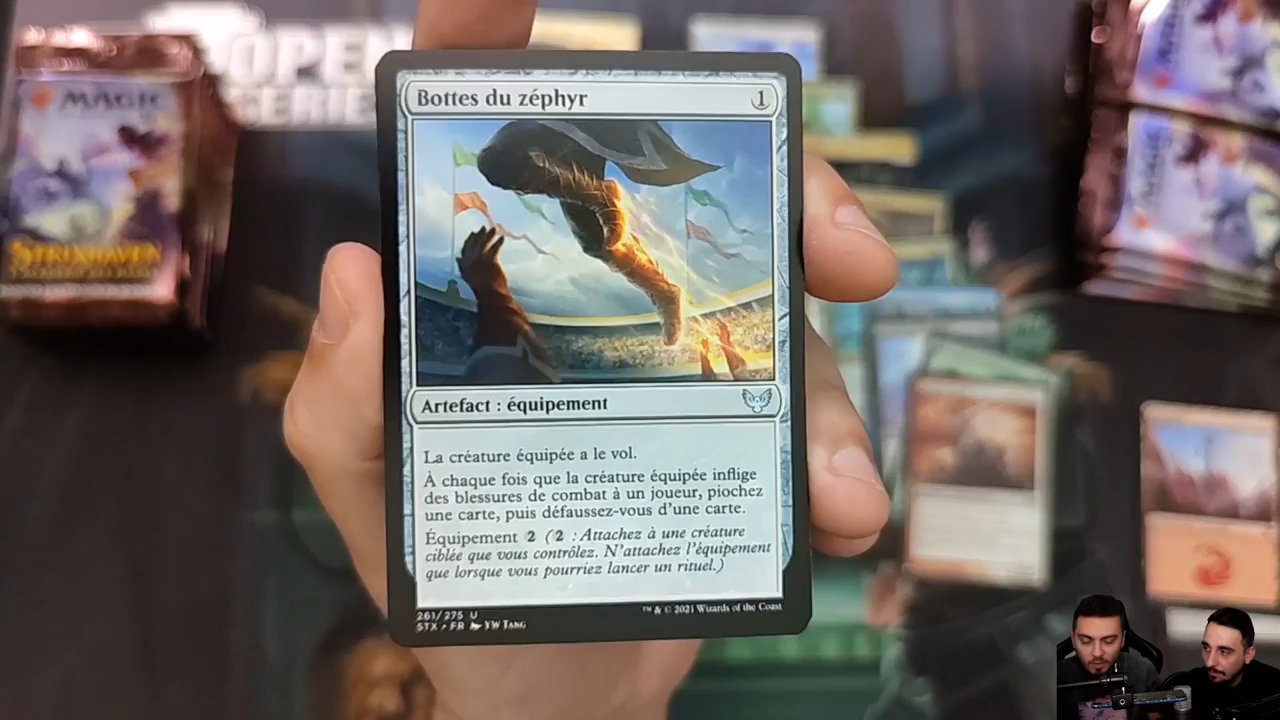 OPEN
SERIE
MAGIC
STRIXHAVEN
Bottes du zéphyr 1
Artefact : équipement
La créature équipée a le vol.
À chaque fois que la créature équipée inflige
des blessures de combat à un joueur, piochez
une carte, puis défaussez-vous d'une carte.
Équipement 2 (2 : Attachez à une créature
ciblée que vous contrôlez. N'attachez l'équipement
que lorsque vous pourriez lancer un rituel.)
261/275 U
STX • FR YW Tang
™ & © 2021 Wizards of the Coast